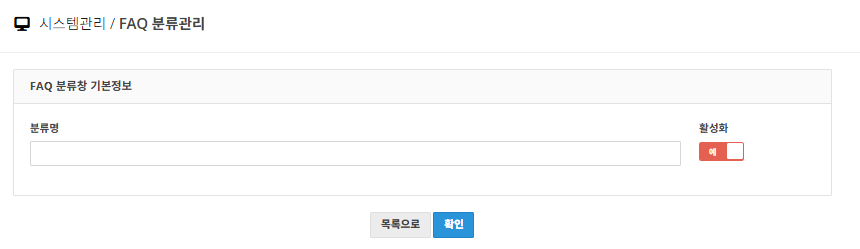 시스템관리 / FAQ 분류관리
FAQ 분류창 기본정보
분류명
활성화
예
목록으로 확인